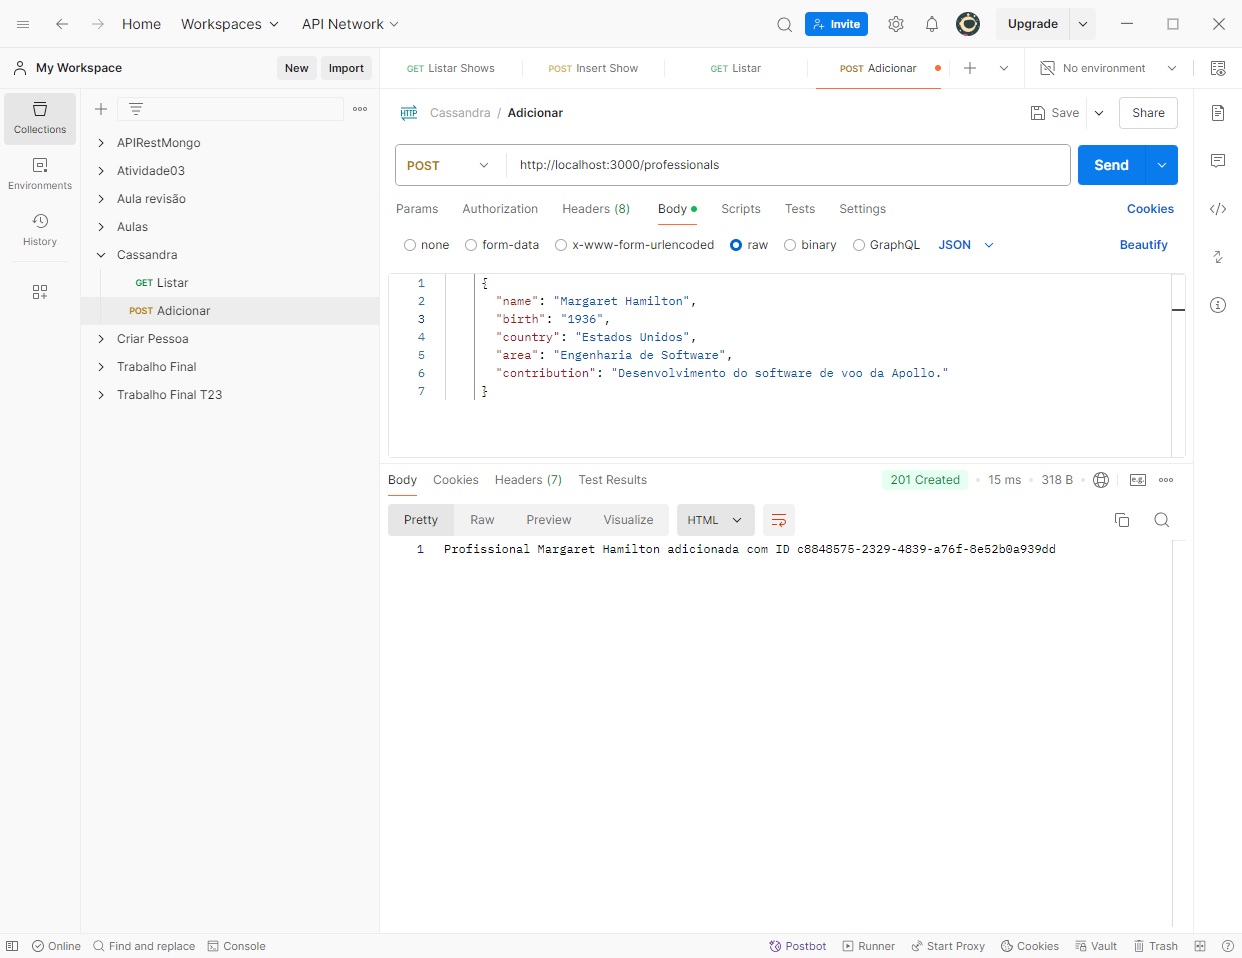 Home Workspaces API Network Invite Upgrade
My Workspace New Import GET Listar Shows POST Insert Show GET Listar POST Adicionar No environment
Collections
Environments
History
APIRestMongo
Atividade03
Aula revisão
Aulas
Cassandra
GET Listar
POST Adicionar
Criar Pessoa
Trabalho Final
Trabalho Final T23
HTTP Cassandra / Adicionar Save Share
POST http://localhost:3000/professionals Send
Params Authorization Headers (8) Body Scripts Tests Settings Cookies
none form-data x-www-form-urlencoded raw binary GraphQL JSON Beautify
1 {
2 "name": "Margaret Hamilton",
3 "birth": "1936",
4 "country": "Estados Unidos",
5 "area": "Engenharia de Software",
6 "contribution": "Desenvolvimento do software de voo da Apollo."
7 }
Body Cookies Headers (7) Test Results 201 Created 15 ms 318 B e.g.
Pretty Raw Preview Visualize HTML
1 Profissional Margaret Hamilton adicionada com ID c8848575-2329-4839-a76f-8e52b0a939dd
Online Find and replace Console Postbot Runner Start Proxy Cookies Vault Trash